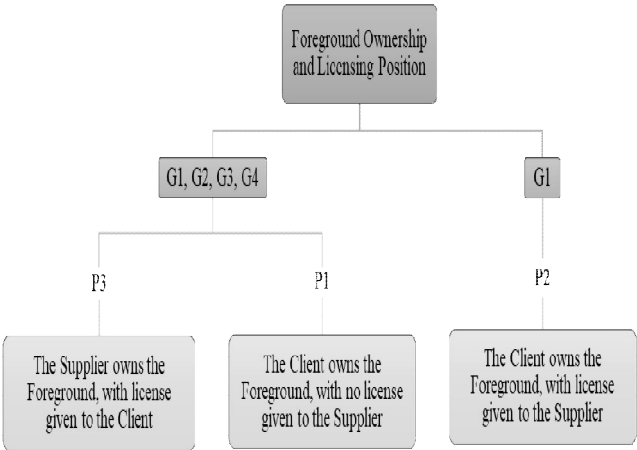 Foreground Ownership
and Licensing Position
G1, G2, G3, G4
G1
P3
P1
P2
The Supplier owns the
Foreground, with license
given to the Client
The Client owns the
Foreground, with no license
given to the Supplier
The Client owns the
Foreground, with license
given to the Supplier